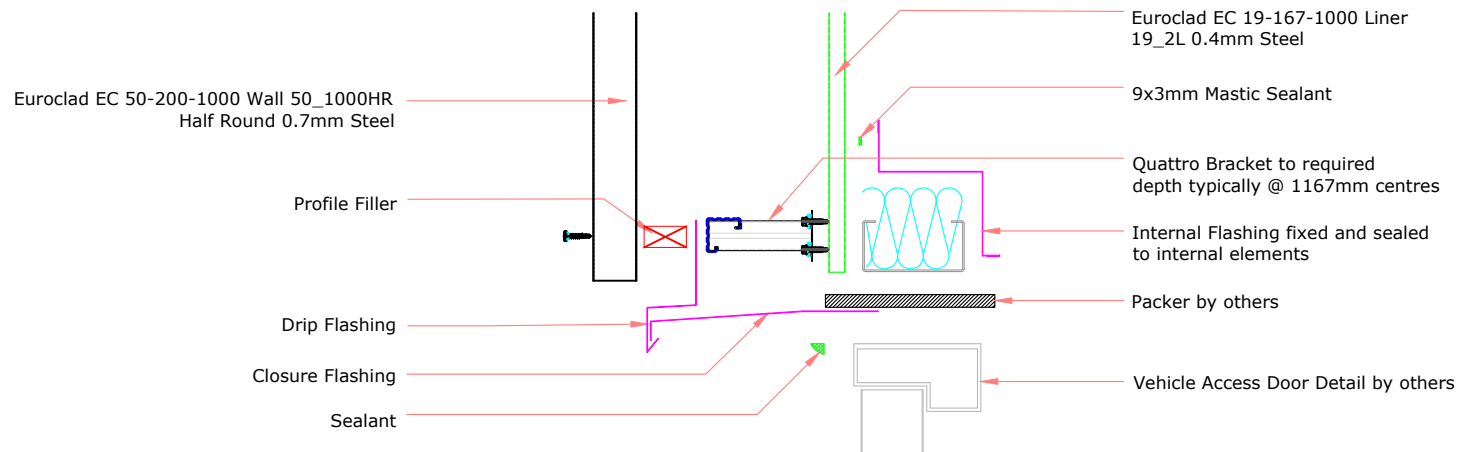 Euroclad EC 50-200-1000 Wall 50_1000HR
Half Round 0.7mm Steel
Profile Filler
Drip Flashing
Closure Flashing
Sealant
Euroclad EC 19-167-1000 Liner
19_2L 0.4mm Steel
9x3mm Mastic Sealant
Quattro Bracket to required
depth typically @ 1167mm centres
Internal Flashing fixed and sealed
to internal elements
Packer by others
Vehicle Access Door Detail by others